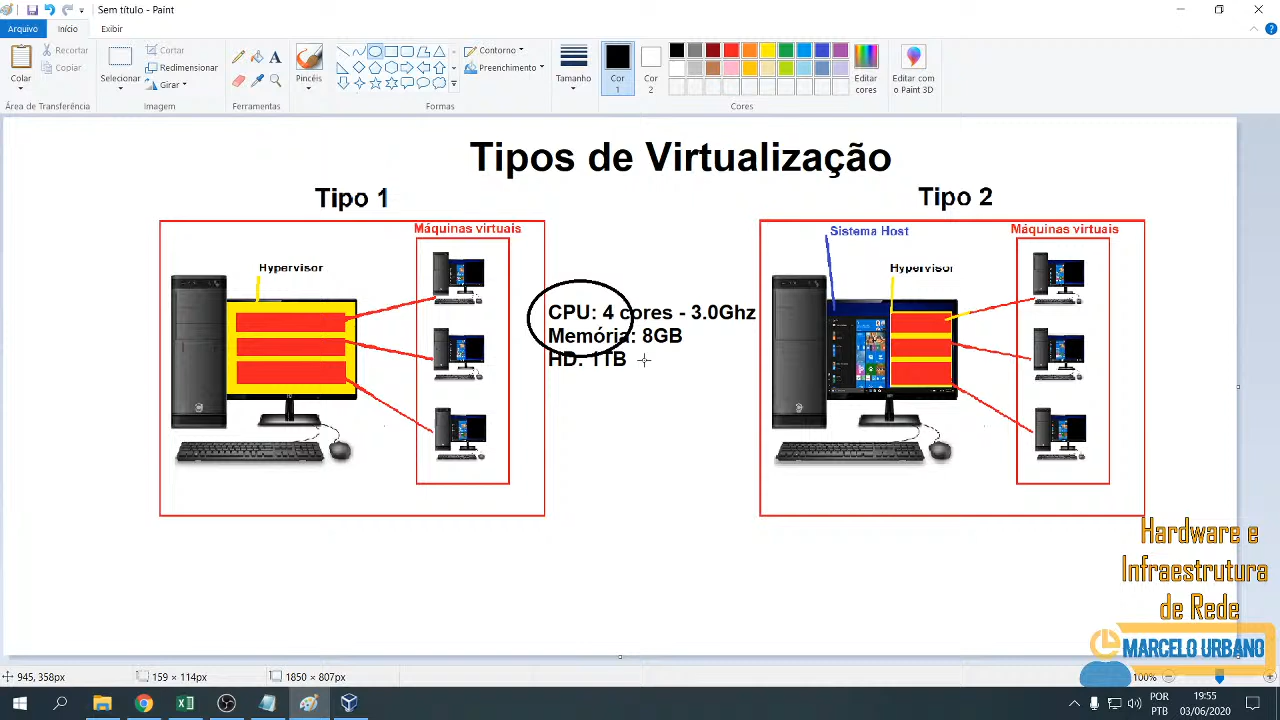 Sem título - Paint
Arquivo
Início
Exibir
Colar
Recortar
Copiar
Área de Transferência
Selecionar
Cortar
Redimensionar
Girar
Imagem
Ferramentas
Pincéis
Formas
Contorno
Preenchimento
Tamanho
Cor
1
Cor
2
Cores
Editar
cores
Editar com
o Paint 3D
Tipos de Virtualização
Tipo 1
Máquinas virtuais
Hypervisor
CPU: 4 cores - 3.0Ghz
Memória: 8GB
HD: 1TB
Tipo 2
Sistema Host
Máquinas virtuais
Hypervisor
Hardware e
Infraestrutura
de Rede
MARCELO URBANO
945, 358px
159 × 114px
1850 × 807px
100%
POR
PTB
19:55
03/06/2020